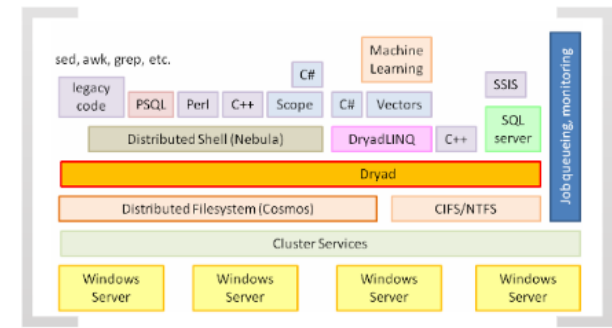 sed, awk, grep, etc.
Machine
Learning
C#
legacy
code
PSQL
Perl
C++
Scope
C#
Vectors
SSIS
SQL
server
Distributed Shell (Nebula)
DryadLINQ
C++
Dryad
Distributed Filesystem (Cosmos)
CIFS/NTFS
Cluster Services
Windows
Server
Windows
Server
Windows
Server
Windows
Server
Job queueing, monitoring